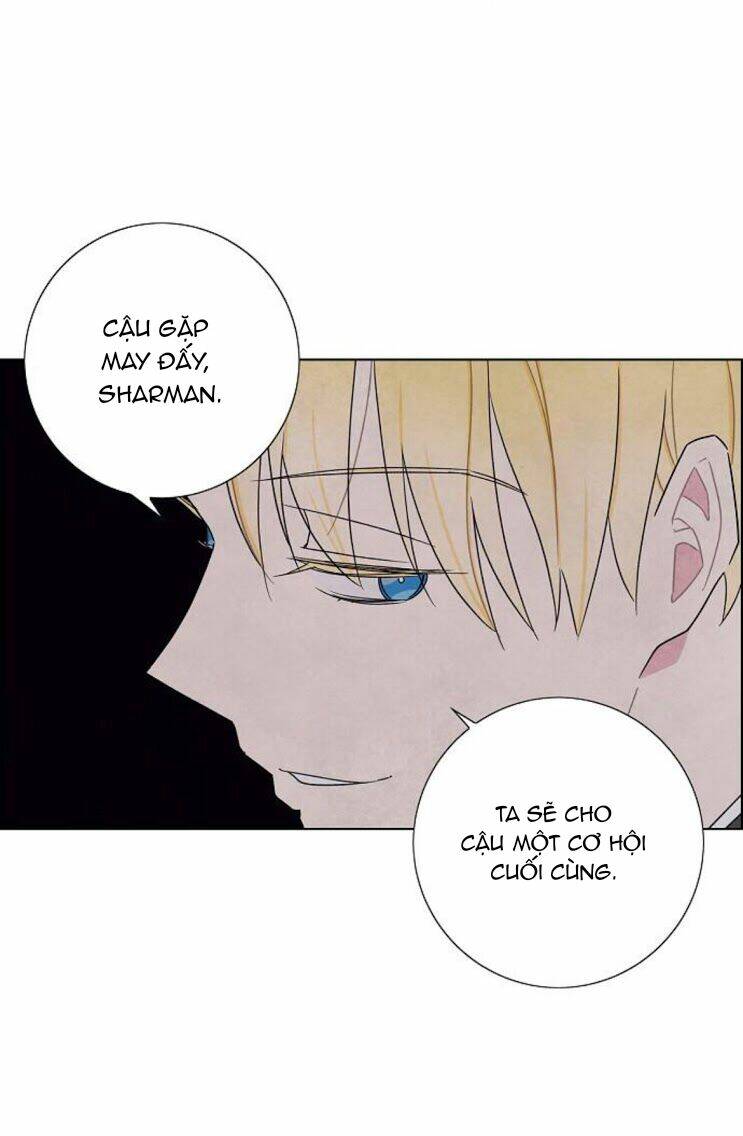 CẬU GẶP
MAY ĐẤY,
SHARMAN.
TA SẼ CHO
CẬU MỘT CƠ HỘI
CUỐI CÙNG.